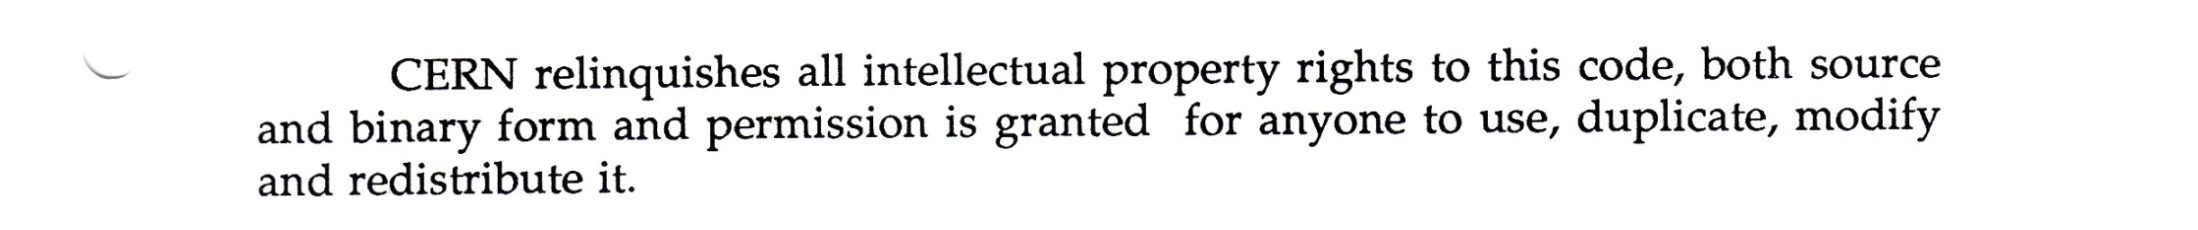 CERN relinquishes all intellectual property rights to this code, both source
and binary form and permission is granted for anyone to use, duplicate, modify
and redistribute it.